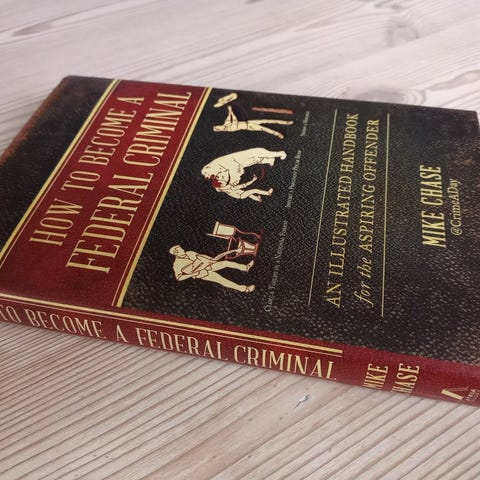 HOW TO BECOME A
FEDERAL CRIMINAL
AN ILLUSTRATED HANDBOOK
for the ASPIRING OFFENDER
MIKE CHASE
@CrimeADay
TO BECOME A FEDERAL CRIMINAL
MIKE
CHASE